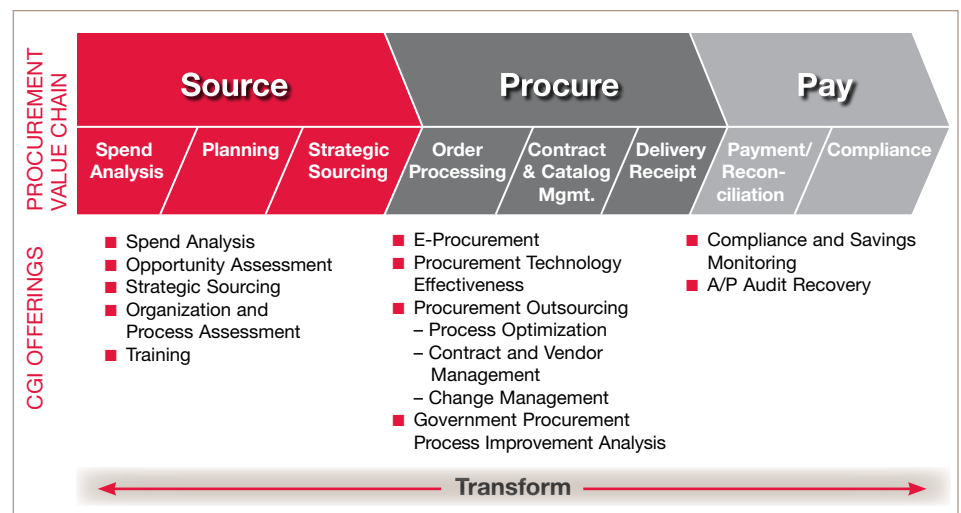 PROCUREMENT
VALUE CHAIN
Source
Procure
Pay
Spend
Analysis
Planning
Strategic
Sourcing
Order
Processing
Contract
& Catalog
Mgmt.
Delivery
Receipt
Payment/
Recon-
ciliation
Compliance
CGI OFFERINGS
■ Spend Analysis
■ Opportunity Assessment
■ Strategic Sourcing
■ Organization and
Process Assessment
■ Training
■ E-Procurement
■ Procurement Technology
Effectiveness
■ Procurement Outsourcing
– Process Optimization
– Contract and Vendor
Management
– Change Management
■ Government Procurement
Process Improvement Analysis
■ Compliance and Savings
Monitoring
■ A/P Audit Recovery
Transform